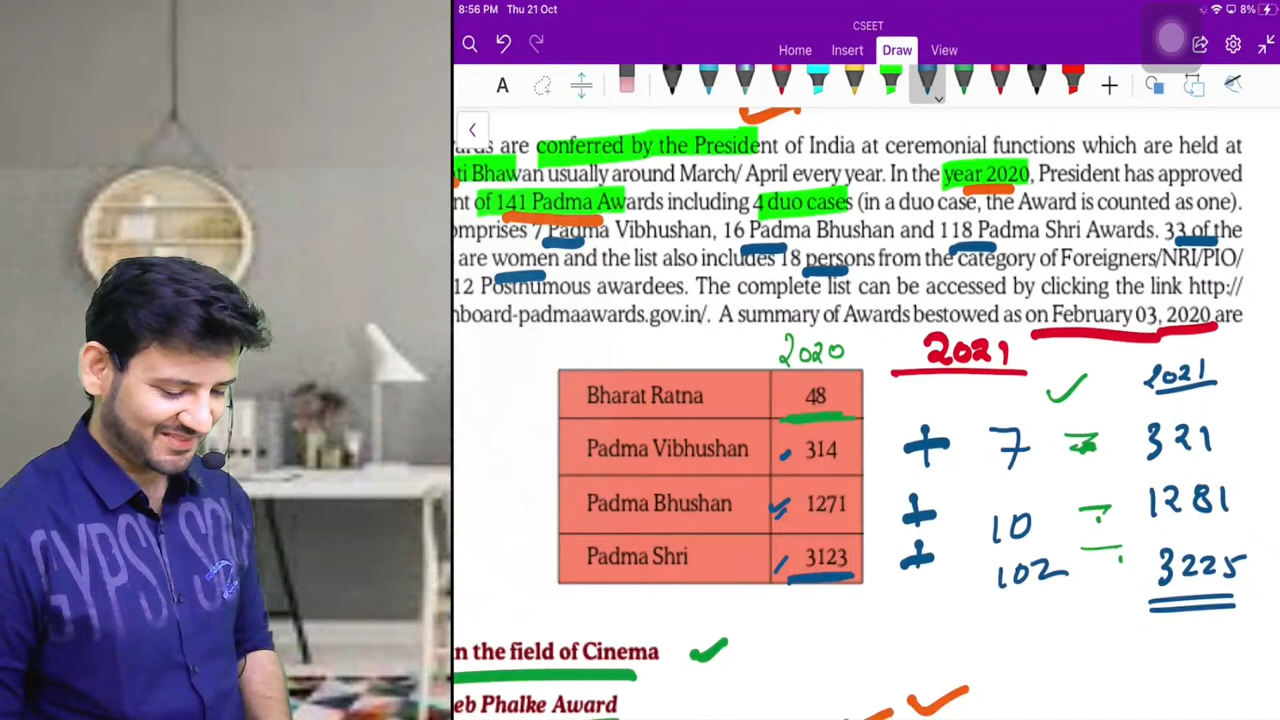 8:56 PM Thu 21 Oct
8%
CSEET
Home Insert Draw View
A
are conferred by the President of India at ceremonial functions which are held at
Bhawan usually around March/ April every year. In the year 2020, President has approved
of 141 Padma Awards including 4 duo cases (in a duo case, the Award is counted as one).
7 Padma Vibhushan, 16 Padma Bhushan and 118 Padma Shri Awards. 33 of the
are women and the list also includes 18 persons from the category of Foreigners/NRI/PIO/
12 Posthumous awardees. The complete list can be accessed by clicking the link http://
board-padmaawards.gov.in/. A summary of Awards bestowed as on February 03, 2020 are
2020 2021 2021
Bharat Ratna 48
Padma Vibhushan 314 + 7 = 321
Padma Bhushan 1271 + 10 = 1281
Padma Shri 3123 + 102 = 3225
n the field of Cinema
eb Phalke Award
GYPSY SOUL